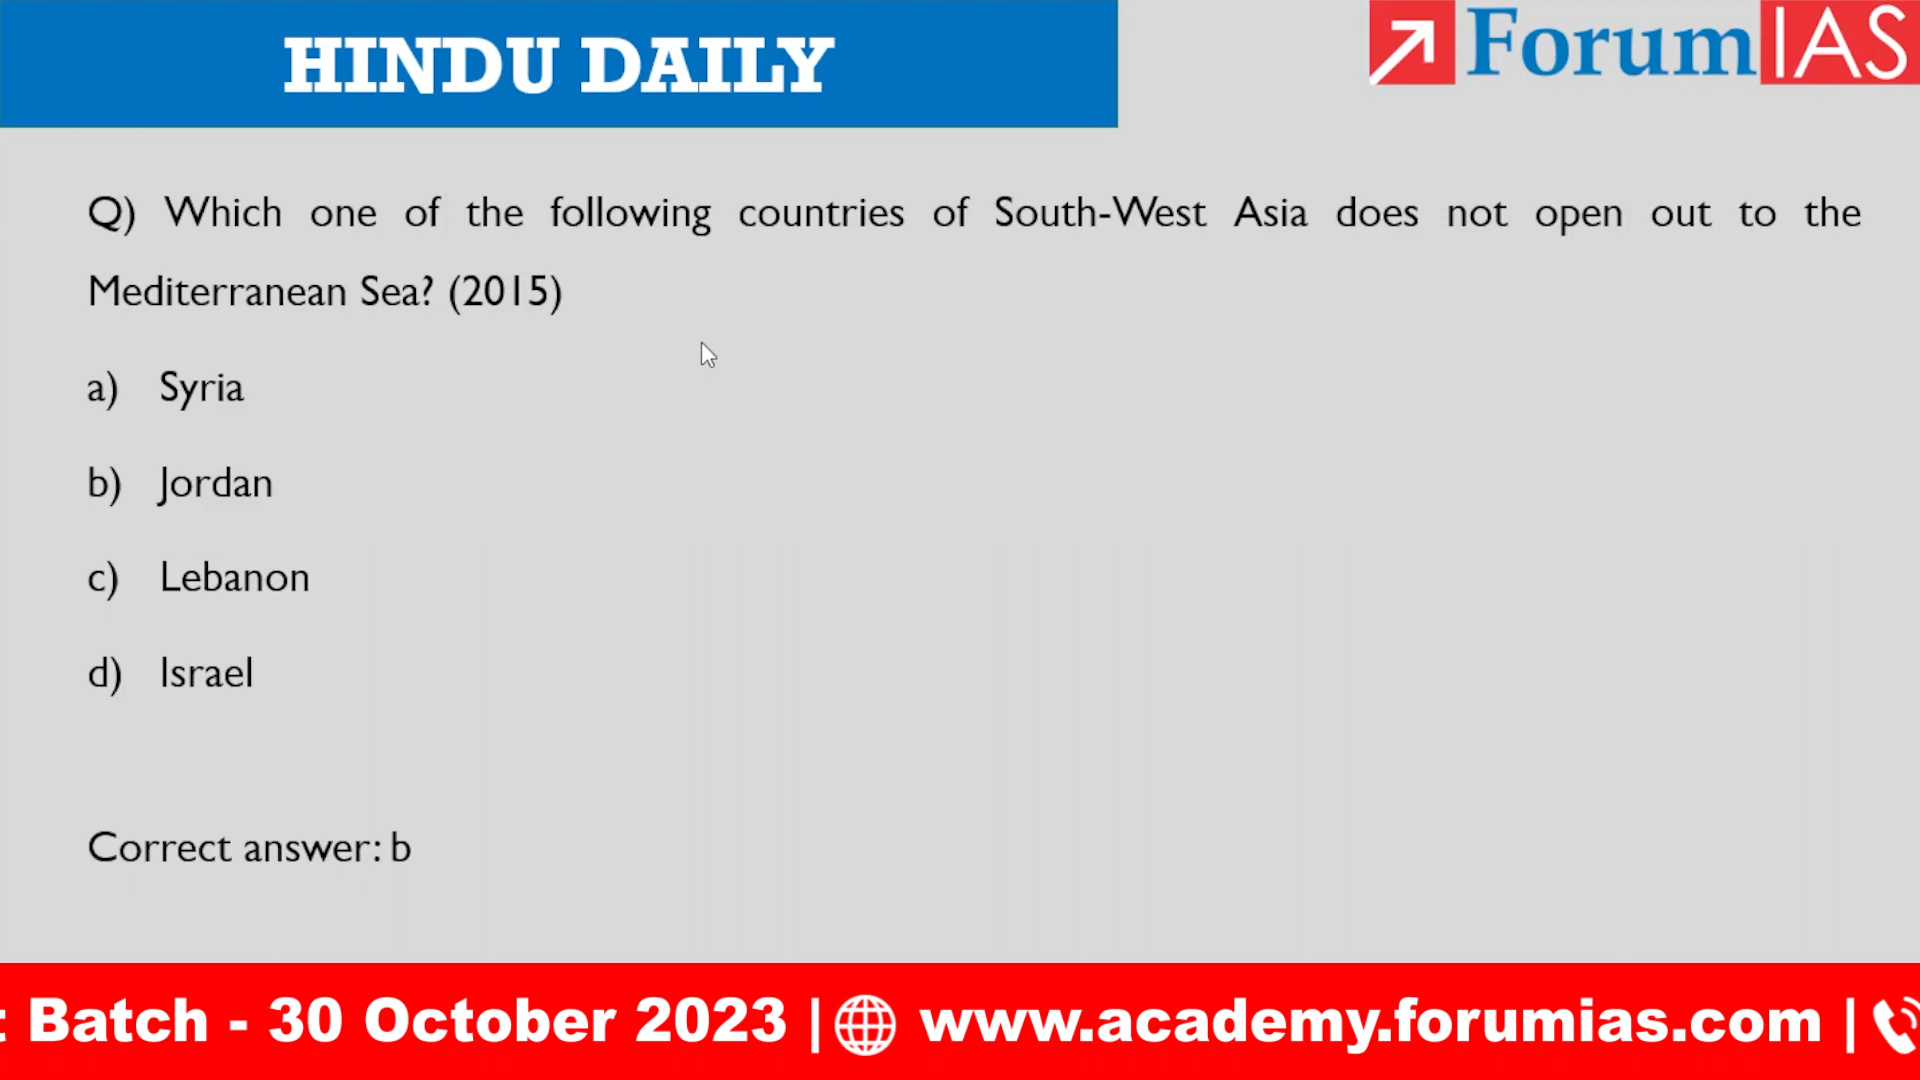 HINDU DAILY
ForumIAS
Q) Which one of the following countries of South-West Asia does not open out to the
Mediterranean Sea? (2015)
a) Syria
b) Jordan
c) Lebanon
d) Israel
Correct answer: b
Batch - 30 October 2023 | www.academy.forumias.com |